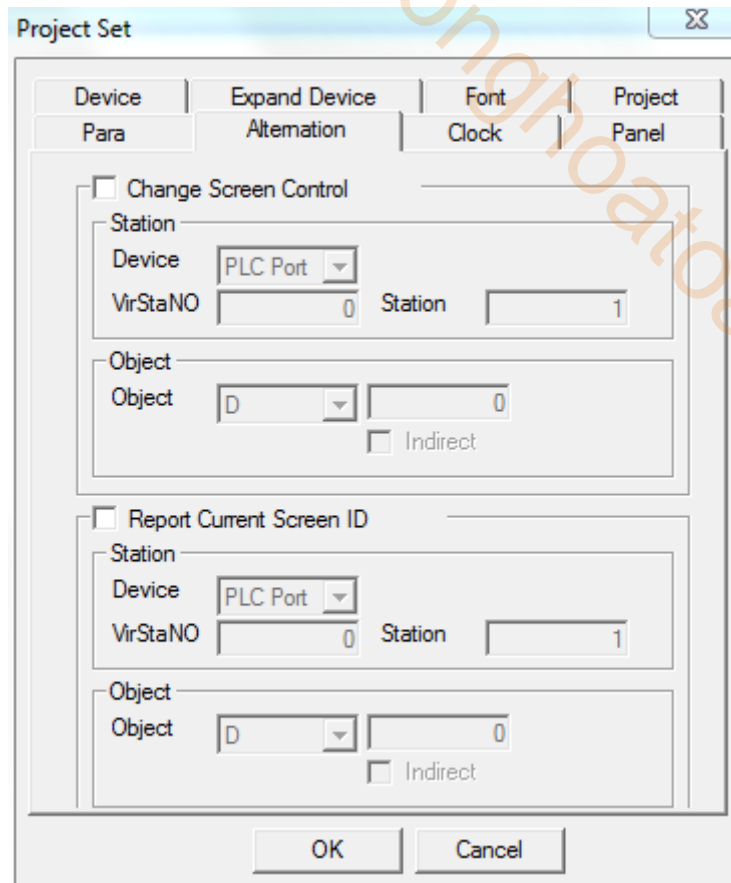 Project Set
Device Expand Device Font Project
Para Alternation Clock Panel
Change Screen Control
Station
Device PLC Port
VirStaNO 0 Station 1
Object
Object D 0
Indirect
Report Current Screen ID
Station
Device PLC Port
VirStaNO 0 Station 1
Object
Object D 0
Indirect
OK Cancel